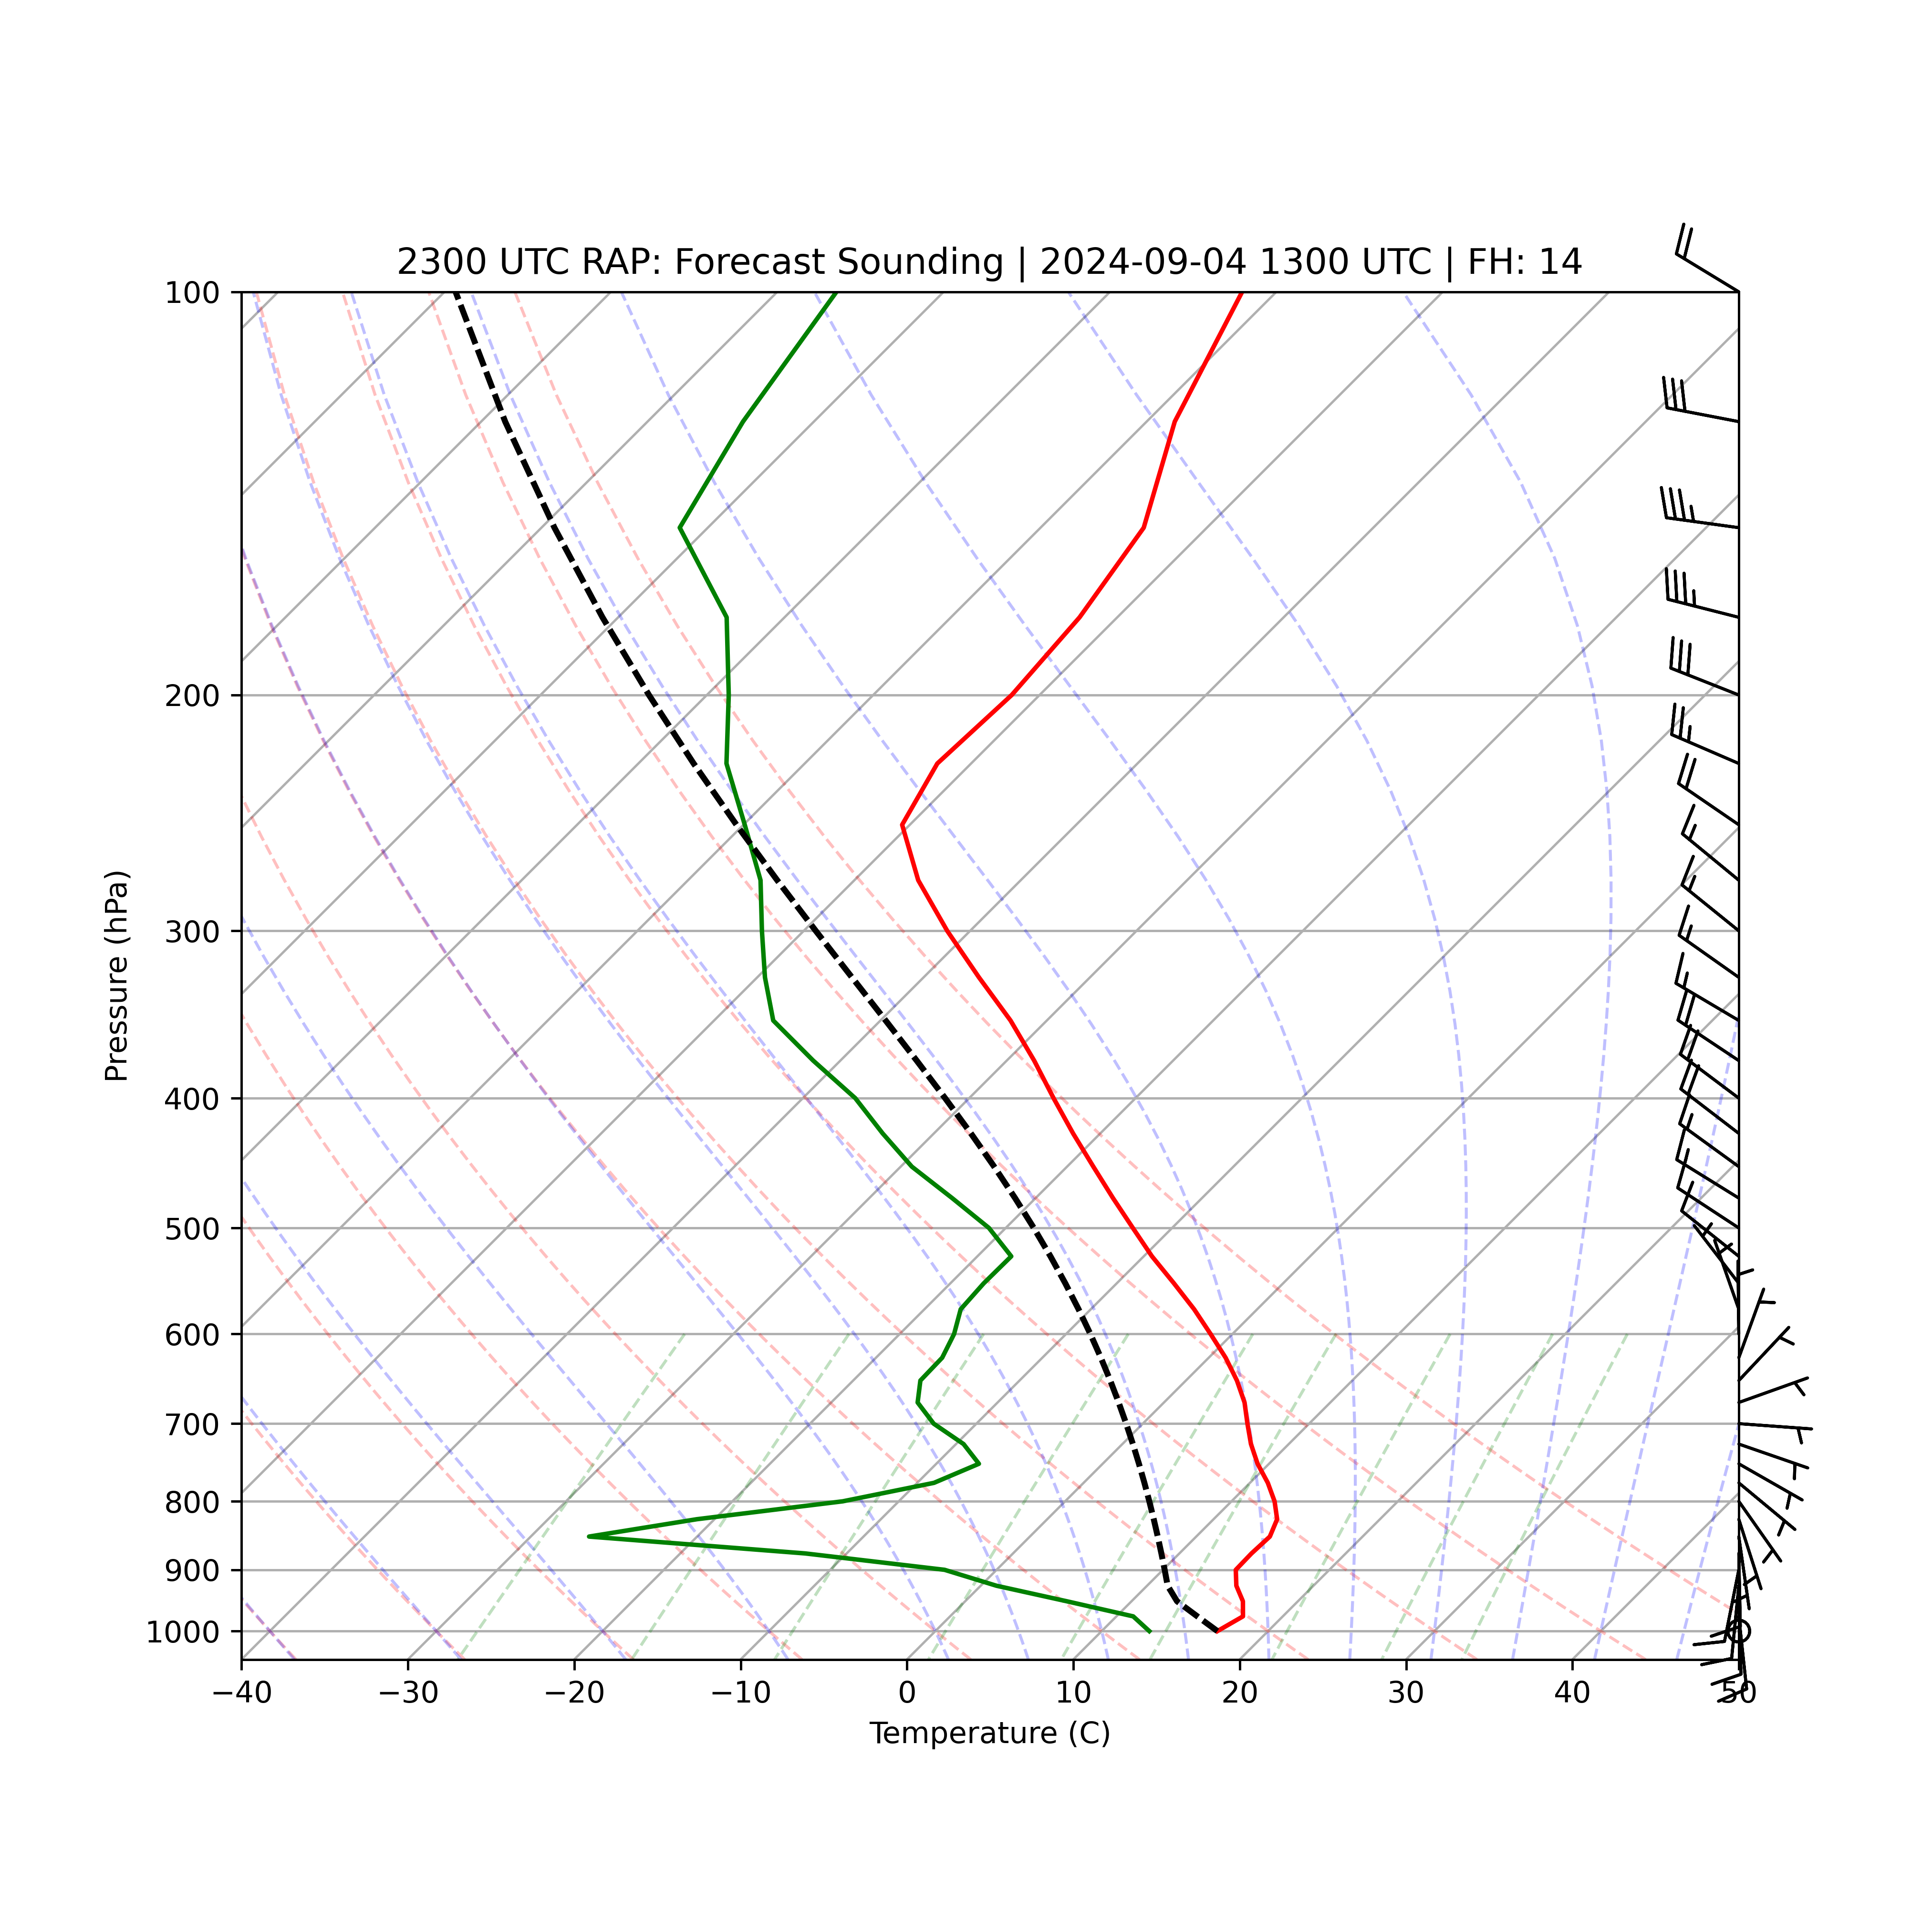 2300 UTC RAP: Forecast Sounding | 2024-09-04 1300 UTC | FH: 14
100
200
300
400
500
600
700
800
900
1000
Pressure (hPa)
−40 −30 −20 −10 0 10 20 30 40 50
Temperature (C)